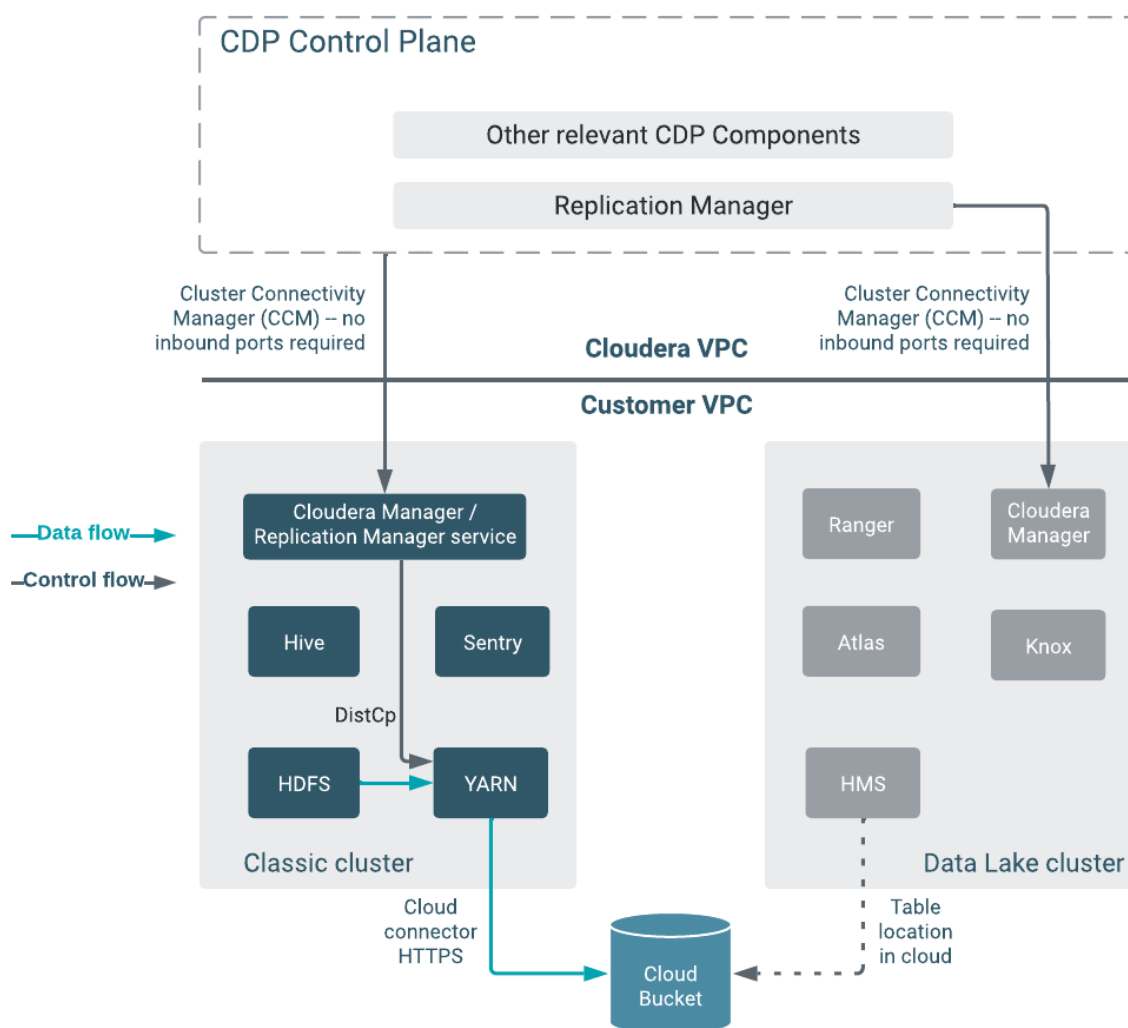 CDP Control Plane
Other relevant CDP Components
Replication Manager
Cluster Connectivity
Manager (CCM) -- no
inbound ports required
Cluster Connectivity
Manager (CCM) -- no
inbound ports required
Cloudera VPC
Customer VPC
Data flow
Control flow
Cloudera Manager /
Replication Manager service
Hive
Sentry
DistCp
HDFS
YARN
Classic cluster
Ranger
Cloudera
Manager
Atlas
Knox
HMS
Data Lake cluster
Cloud
connector
HTTPS
Table
location
in cloud
Cloud
Bucket